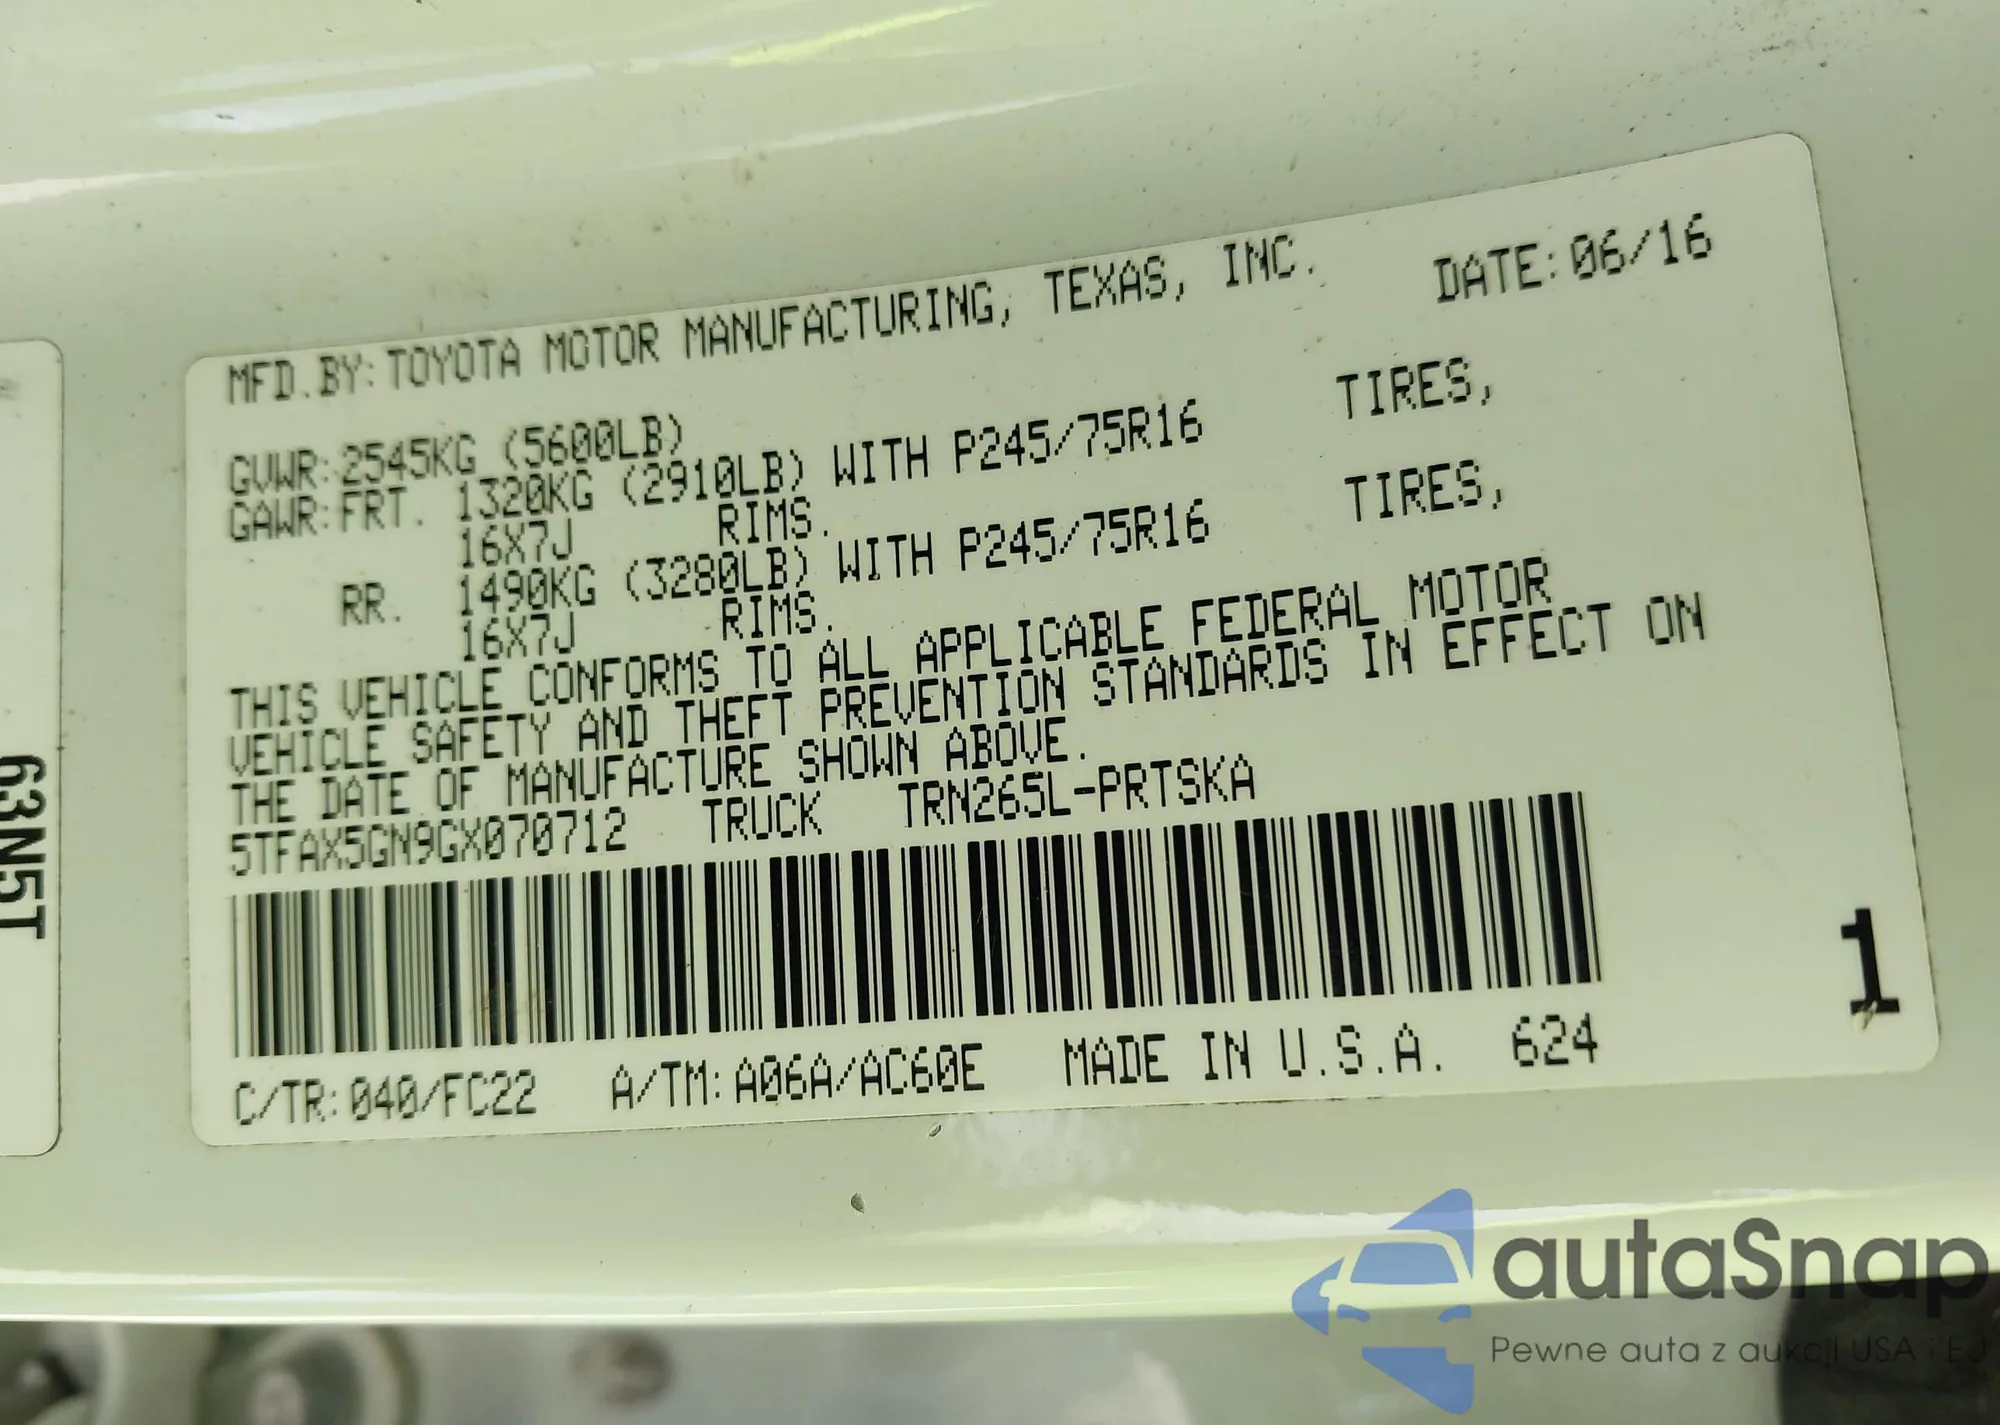 MFD.BY:TOYOTA MOTOR MANUFACTURING, TEXAS, INC. DATE:06/16
GVWR:2545KG (5600LB)
GAWR:FRT. 1320KG (2910LB) WITH P245/75R16 TIRES,
16X7J RIMS.
RR. 1490KG (3280LB) WITH P245/75R16 TIRES,
16X7J RIMS.
THIS VEHICLE CONFORMS TO ALL APPLICABLE FEDERAL MOTOR
VEHICLE SAFETY AND THEFT PREVENTION STANDARDS IN EFFECT ON
THE DATE OF MANUFACTURE SHOWN ABOVE.
5TFAX5GN9GX070712 TRUCK TRN265L-PRTSKA
C/TR:040/FC22 A/TM:A06A/AC60E MADE IN U.S.A. 624
1
63N5T
autaSnap
Pewne auta z aukcji USA i EJ